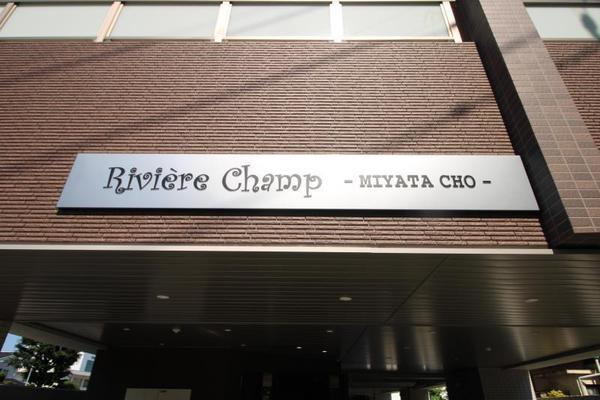 Rivière Champ - MIYATA CHO -